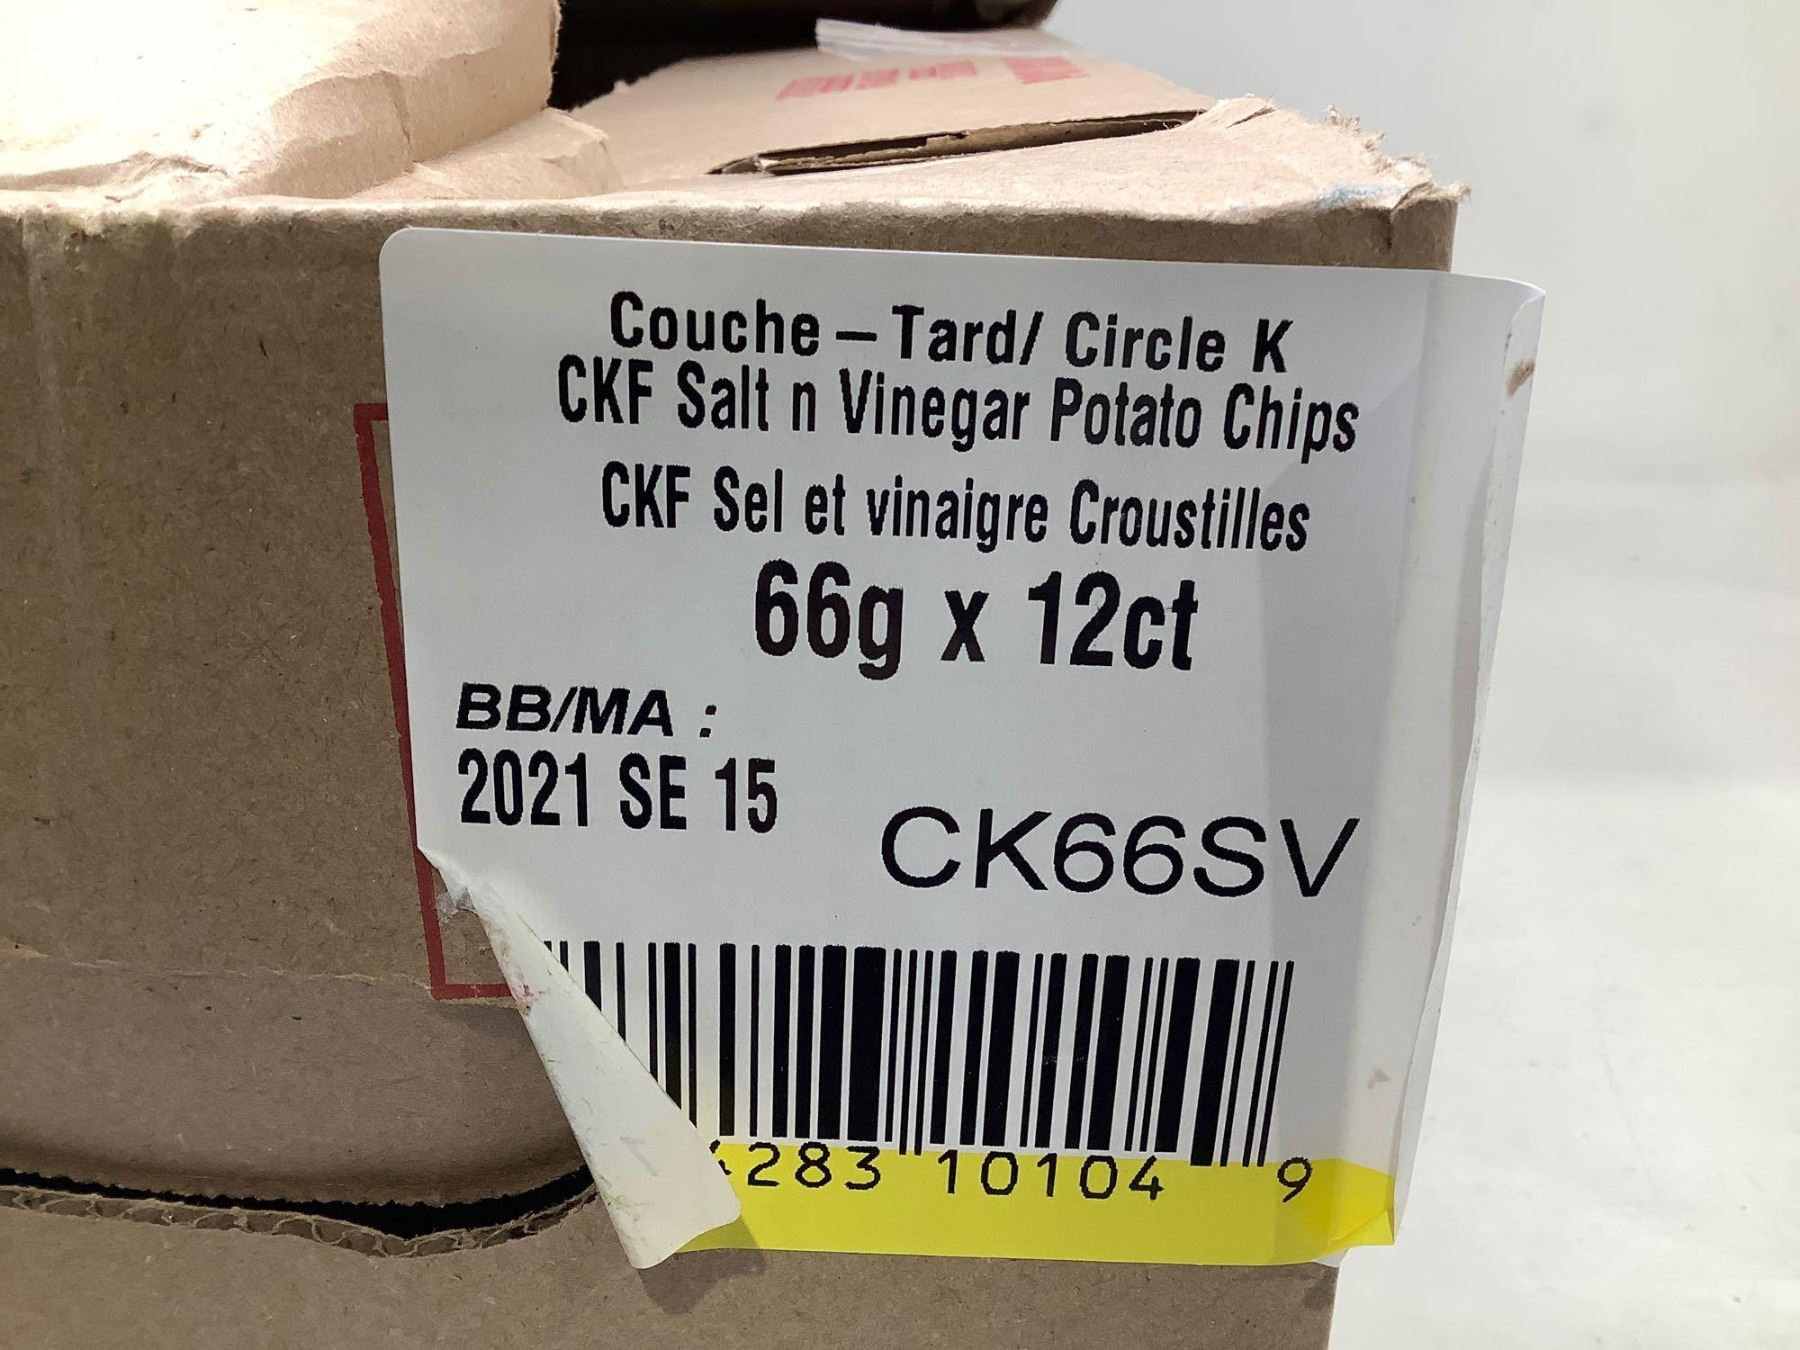 Couche – Tard/ Circle K
CKF Salt n Vinegar Potato Chips
CKF Sel et vinaigre Croustilles
66g x 12ct
BB/MA :
2021 SE 15
CK66SV
283 10104 9